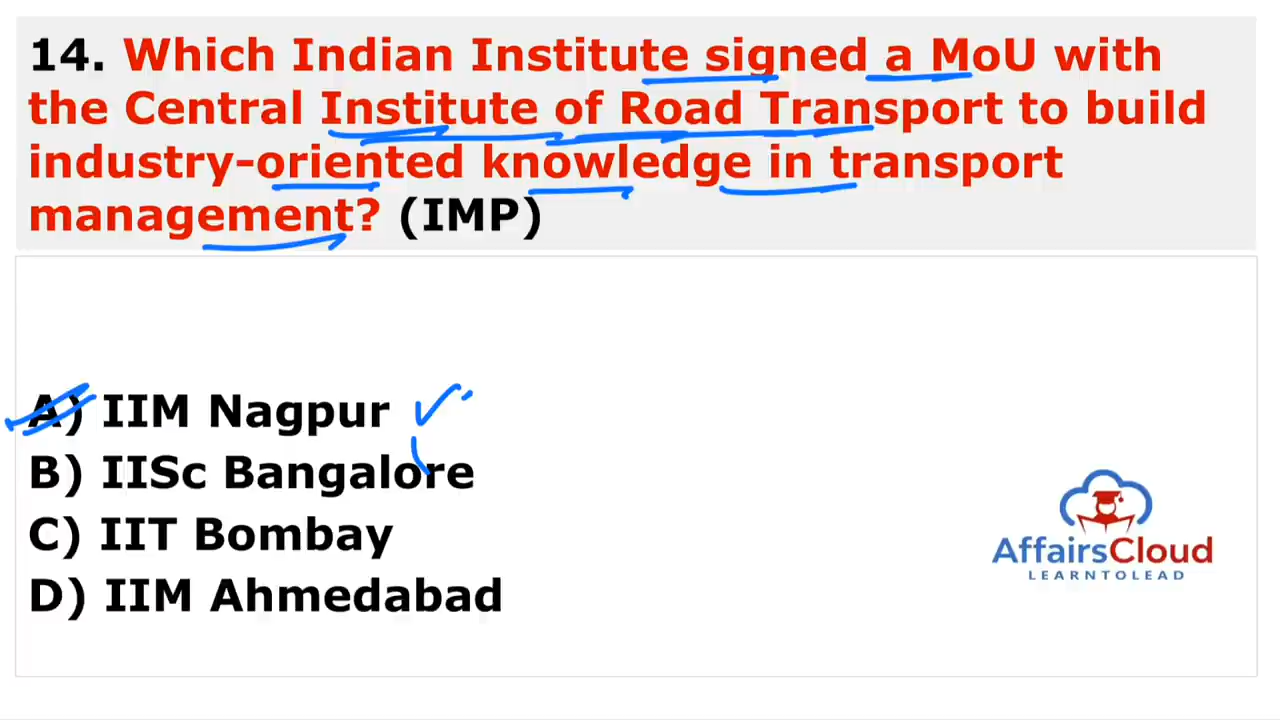 14. Which Indian Institute signed a MoU with
the Central Institute of Road Transport to build
industry-oriented knowledge in transport
management? (IMP)
A) IIM Nagpur
B) IISc Bangalore
C) IIT Bombay
D) IIM Ahmedabad
AffairsCloud
LEARNTOLEAD